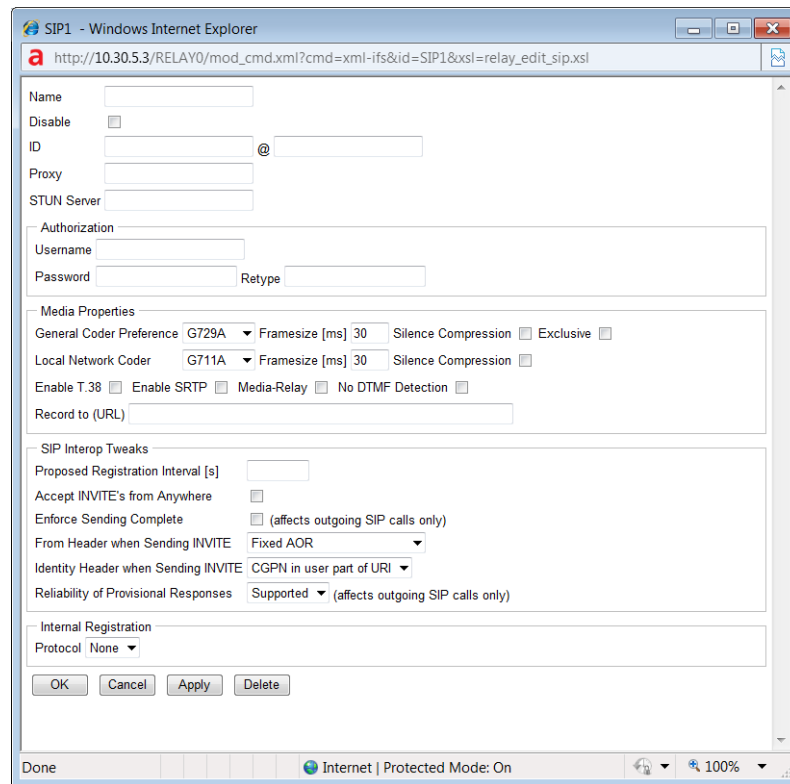 SIP1 - Windows Internet Explorer
a http://10.30.5.3/RELAY0/mod_cmd.xml?cmd=xml-ifs&id=SIP1&xsl=relay_edit_sip.xsl
Name
Disable
ID @
Proxy
STUN Server
Authorization
Username
Password Retype
Media Properties
General Coder Preference G729A Framesize [ms] 30 Silence Compression Exclusive
Local Network Coder G711A Framesize [ms] 30 Silence Compression
Enable T.38 Enable SRTP Media-Relay No DTMF Detection
Record to (URL)
SIP Interop Tweaks
Proposed Registration Interval [s]
Accept INVITE's from Anywhere
Enforce Sending Complete (affects outgoing SIP calls only)
From Header when Sending INVITE Fixed AOR
Identity Header when Sending INVITE CGPN in user part of URI
Reliability of Provisional Responses Supported (affects outgoing SIP calls only)
Internal Registration
Protocol None
OK Cancel Apply Delete
Done Internet | Protected Mode: On 100%